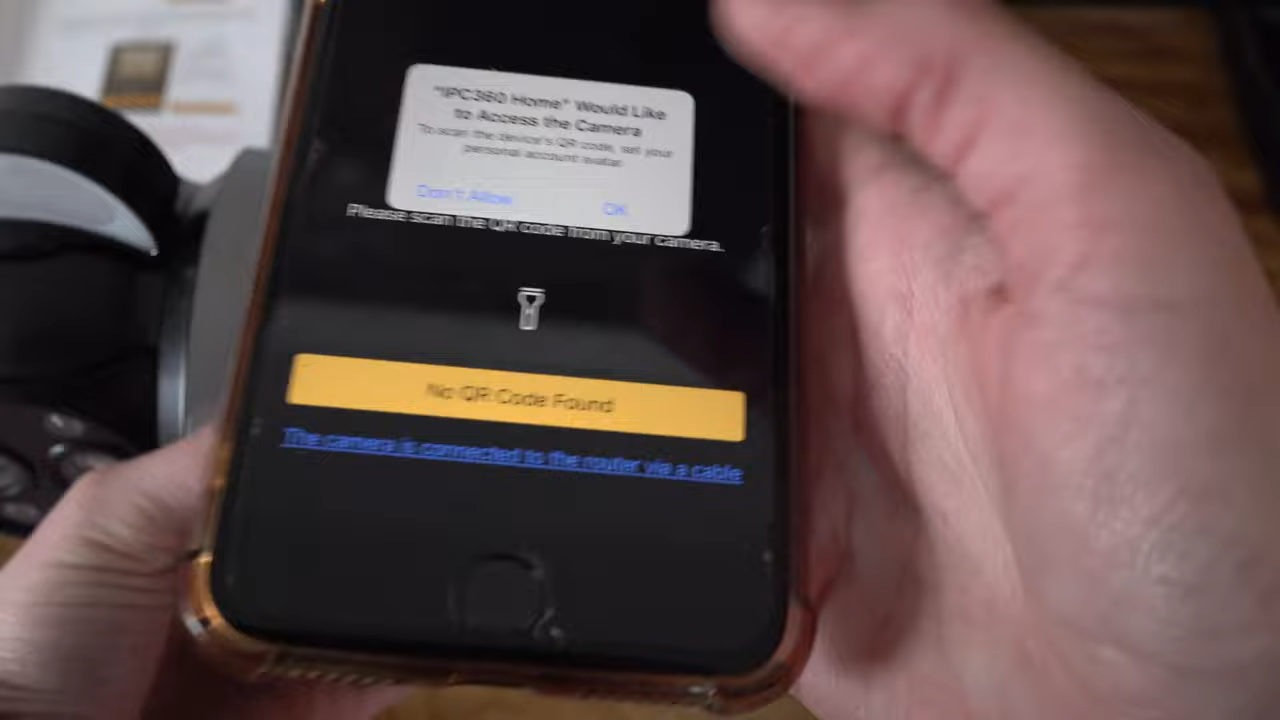 "IPC360 Home" Would Like
to Access the Camera
To scan the device's QR code, set your
personal account avatar.
Don't Allow
OK
Please scan the QR code from your camera.
No QR Code Found
The camera is connected to the router via a cable